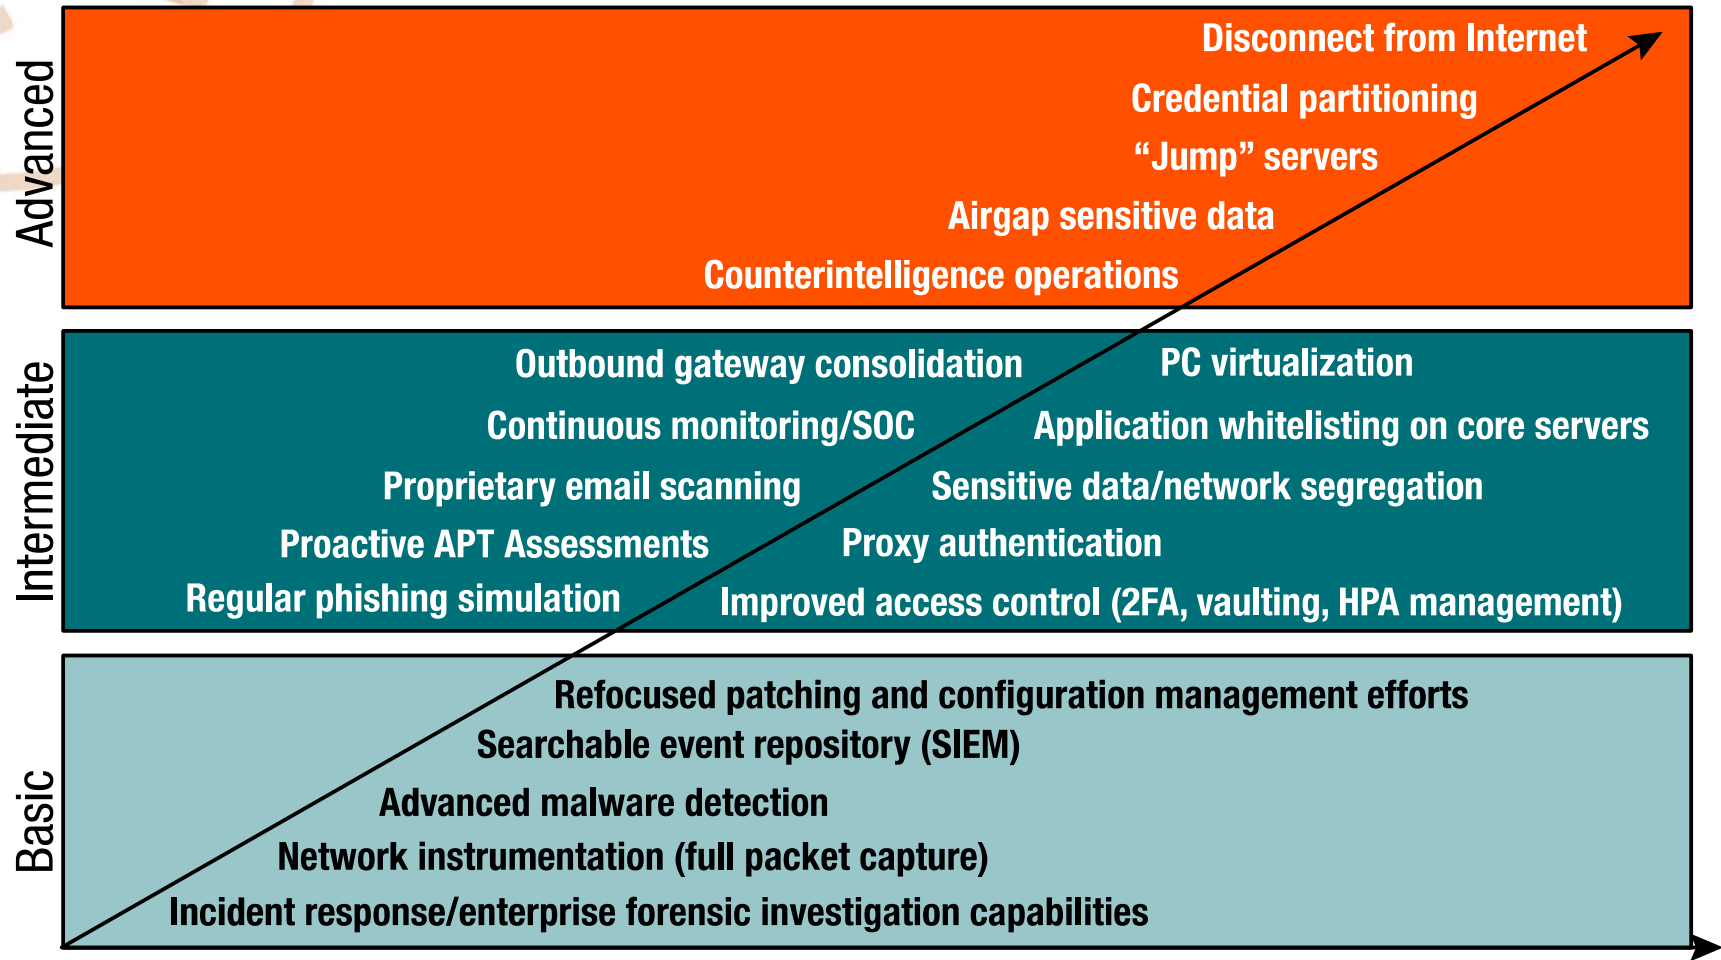 Advanced
Disconnect from Internet
Credential partitioning
“Jump” servers
Airgap sensitive data
Counterintelligence operations
Intermediate
Outbound gateway consolidation
PC virtualization
Continuous monitoring/SOC
Application whitelisting on core servers
Proprietary email scanning
Sensitive data/network segregation
Proactive APT Assessments
Proxy authentication
Regular phishing simulation
Improved access control (2FA, vaulting, HPA management)
Basic
Refocused patching and configuration management efforts
Searchable event repository (SIEM)
Advanced malware detection
Network instrumentation (full packet capture)
Incident response/enterprise forensic investigation capabilities